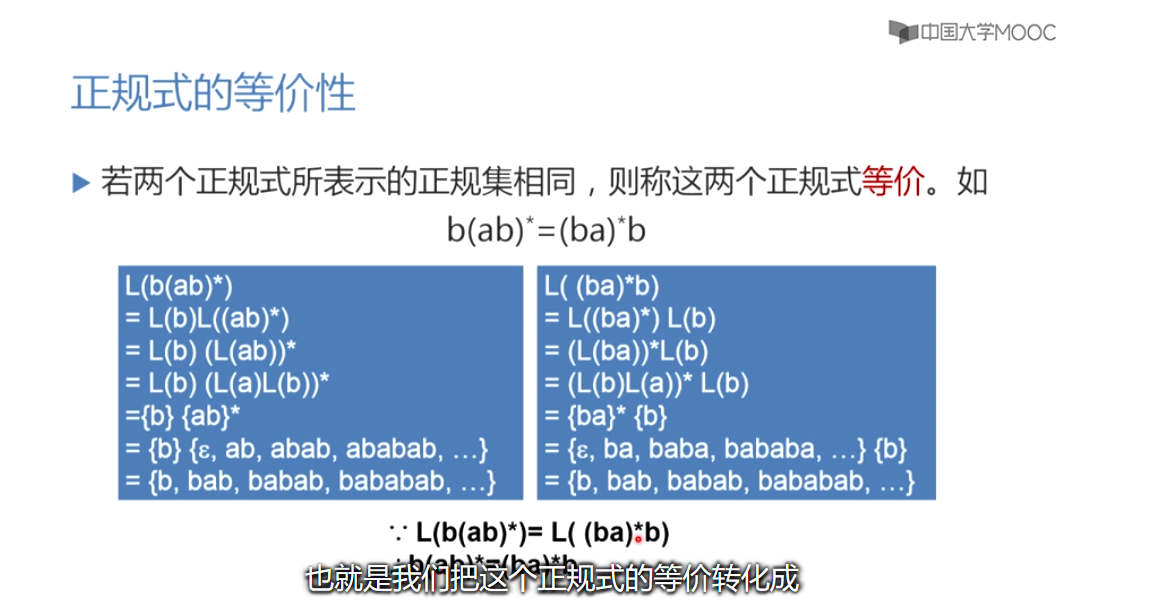 中国大学MOOC
正规式的等价性
若两个正规式所表示的正规集相同，则称这两个正规式等价。如
b(ab)*=(ba)*b
L(b(ab)*)
= L(b)L((ab)*)
= L(b) (L(ab))*
= L(b) (L(a)L(b))*
={b} {ab}*
= {b} {ε, ab, abab, ababab, …}
= {b, bab, babab, bababab, …}
L( (ba)*b)
= L((ba)*) L(b)
= (L(ba))*L(b)
= (L(b)L(a))* L(b)
= {ba}* {b}
= {ε, ba, baba, bababa, …} {b}
= {b, bab, babab, bababab, …}
∵ L(b(ab)*)= L( (ba)*b)
∴b(ab)*=(ba)*b
也就是我们把这个正规式的等价转化成